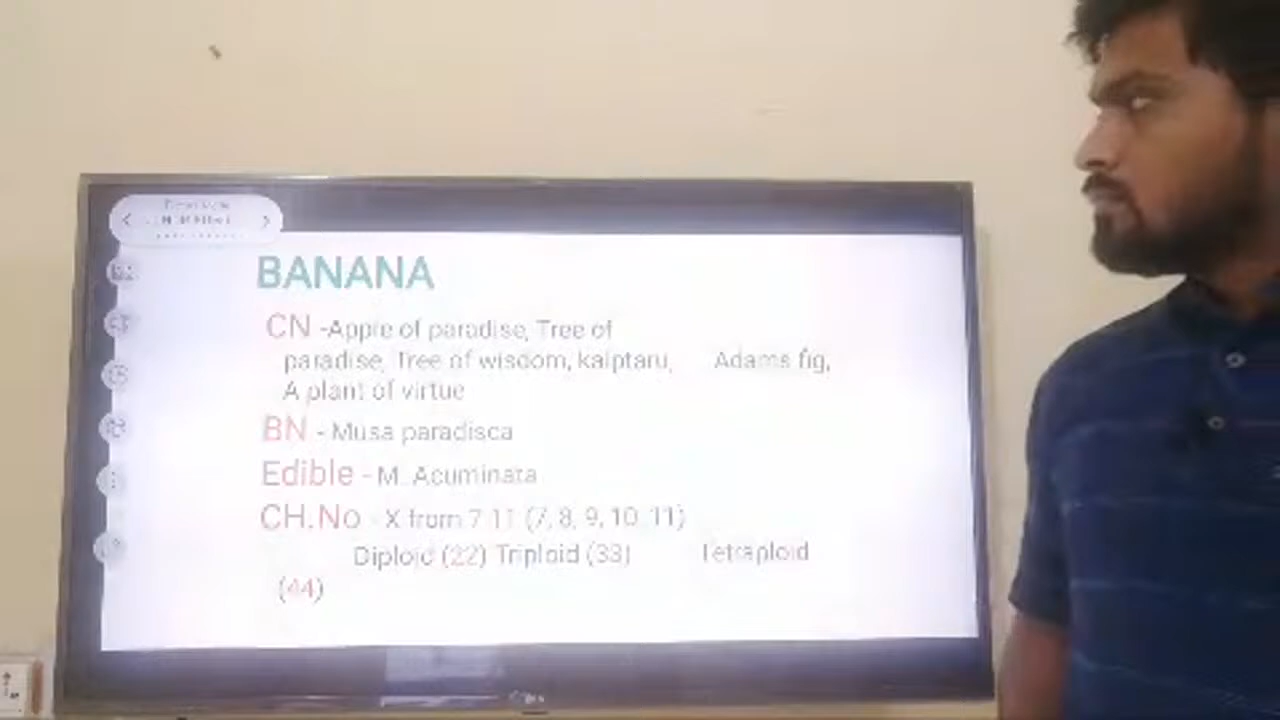 BANANA
CN -Apple of paradise, Tree of
paradise, Tree of wisdom, kalptaru, Adams fig,
A plant of virtue
BN - Musa paradisca
Edible - M. Acuminata
CH.No - X from 7 11 (7, 8, 9, 10, 11)
Diploid (22) Triploid (33) Tetraploid
(44)